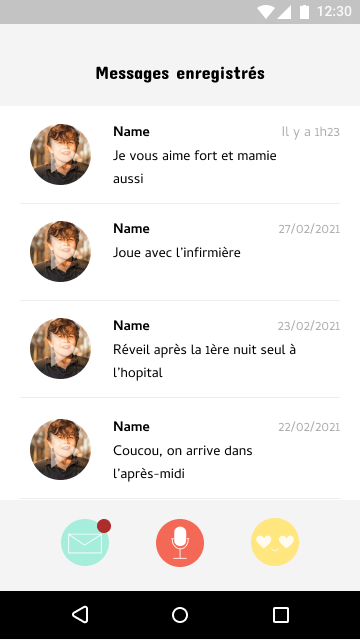 12:30
Messages enregistrés
Name Il y a 1h23
Je vous aime fort et mamie
aussi
Name 27/02/2021
Joue avec l'infirmière
Name 23/02/2021
Réveil après la 1ère nuit seul à
l'hopital
Name 22/02/2021
Coucou, on arrive dans
l'après-midi